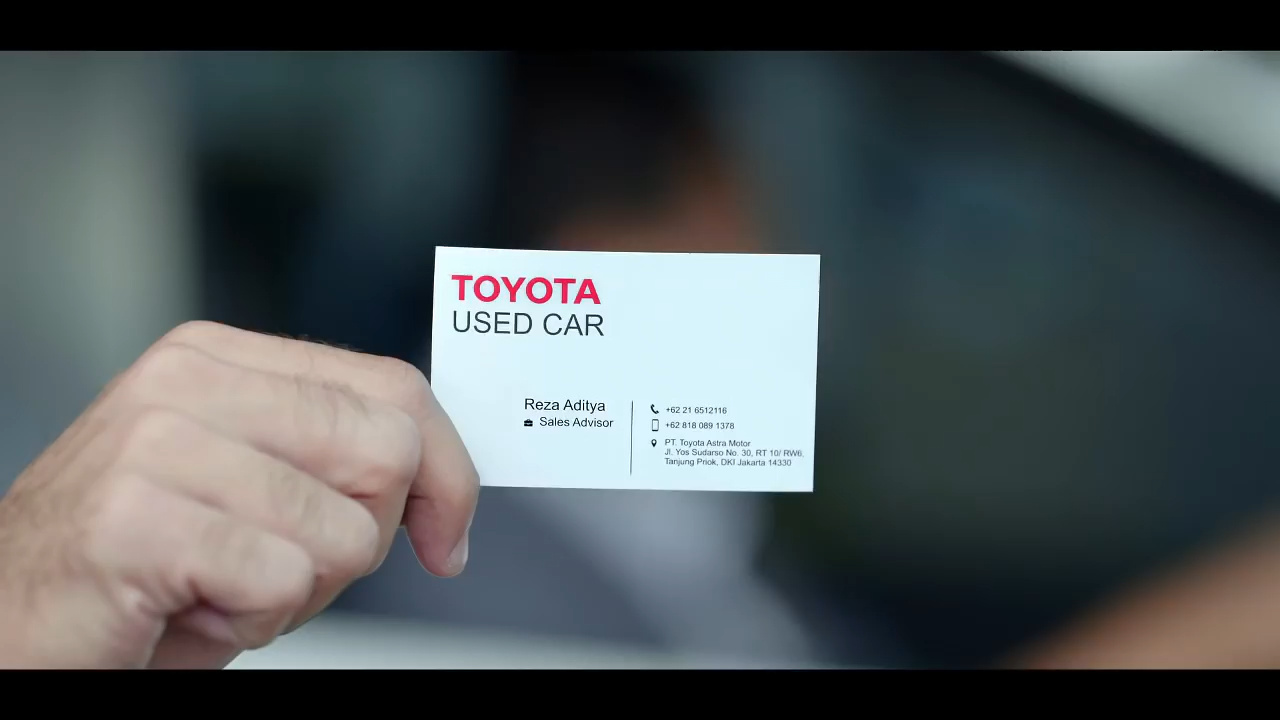 TOYOTA
USED CAR
Reza Aditya
Sales Advisor
+62 21 6512116
+62 818 089 1378
PT. Toyota Astra Motor
Jl. Yos Sudarso No. 30, RT 10/ RW6,
Tanjung Priok, DKI Jakarta 14330